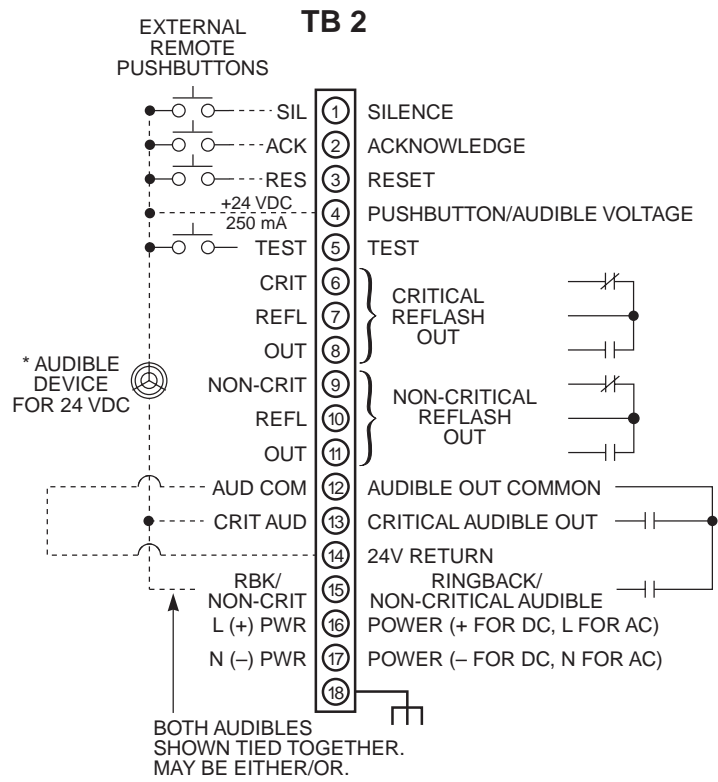 TB 2
EXTERNAL
REMOTE
PUSHBUTTONS
SIL 1 SILENCE
ACK 2 ACKNOWLEDGE
RES 3 RESET
+24 VDC
250 mA
4 PUSHBUTTON/AUDIBLE VOLTAGE
TEST 5 TEST
CRIT 6
REFL 7
OUT 8
CRITICAL
REFLASH
OUT
* AUDIBLE
DEVICE
FOR 24 VDC
NON-CRIT 9
REFL 10
OUT 11
NON-CRITICAL
REFLASH
OUT
AUD COM 12 AUDIBLE OUT COMMON
CRIT AUD 13 CRITICAL AUDIBLE OUT
14 24V RETURN
RBK/
NON-CRIT
15
RINGBACK/
NON-CRITICAL AUDIBLE
L (+) PWR 16 POWER (+ FOR DC, L FOR AC)
N (–) PWR 17 POWER (– FOR DC, N FOR AC)
18
BOTH AUDIBLES
SHOWN TIED TOGETHER.
MAY BE EITHER/OR.